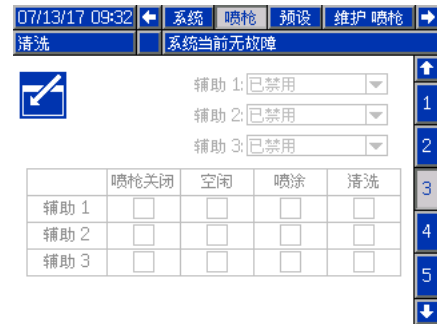 07/13/17 09:32 系统 喷枪 预设 维护 喷枪
清洗 系统当前无故障
辅助 1: 已禁用
辅助 2: 已禁用
辅助 3: 已禁用
喷枪关闭 空闲 喷涂 清洗
辅助 1
辅助 2
辅助 3
1
2
3
4
5